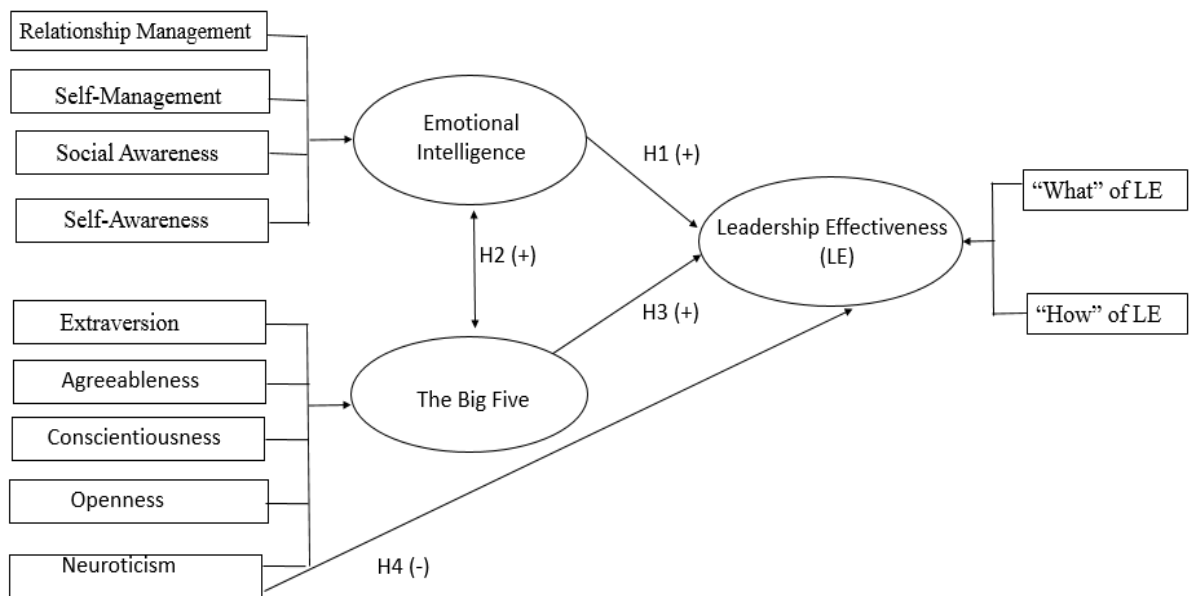 Relationship Management
Self-Management
Social Awareness
Self-Awareness
Emotional
Intelligence
H1 (+)
H2 (+)
Leadership Effectiveness
(LE)
“What” of LE
“How” of LE
Extraversion
Agreeableness
Conscientiousness
Openness
Neuroticism
The Big Five
H3 (+)
H4 (-)